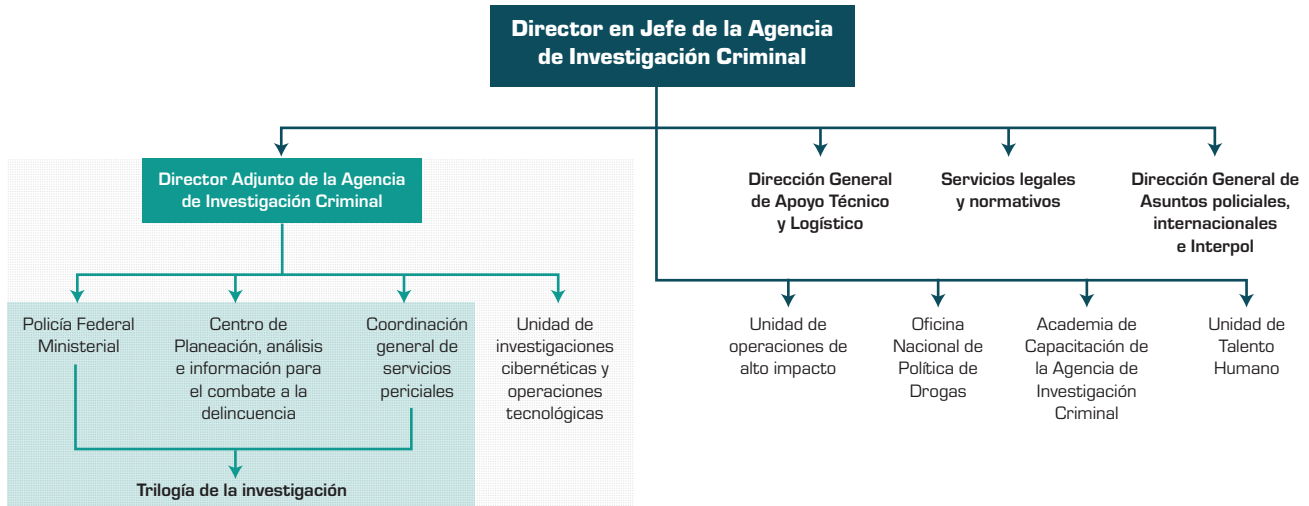 Director en Jefe de la Agencia
de Investigación Criminal
Director Adjunto de la Agencia
de Investigación Criminal
Dirección General
de Apoyo Técnico
y Logístico
Servicios legales
y normativos
Dirección General de
Asuntos policiales,
internacionales
e Interpol
Policía Federal
Ministerial
Centro de
Planeación, análisis
e información para
el combate a la
delincuencia
Coordinación
general de
servicios
periciales
Unidad de
investigaciones
cibernéticas y
operaciones
tecnológicas
Unidad de
operaciones de
alto impacto
Oficina
Nacional de
Política de
Drogas
Academia de
Capacitación de
la Agencia de
Investigación
Criminal
Unidad de
Talento
Humano
Trilogía de la investigación